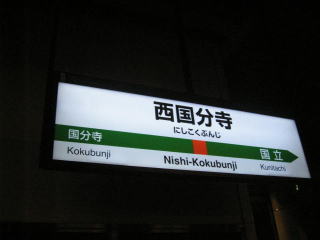 西国分寺
にしこくぶんじ
国分寺
国立
Kokubunji
Nishi-Kokubunji
Kunitachi